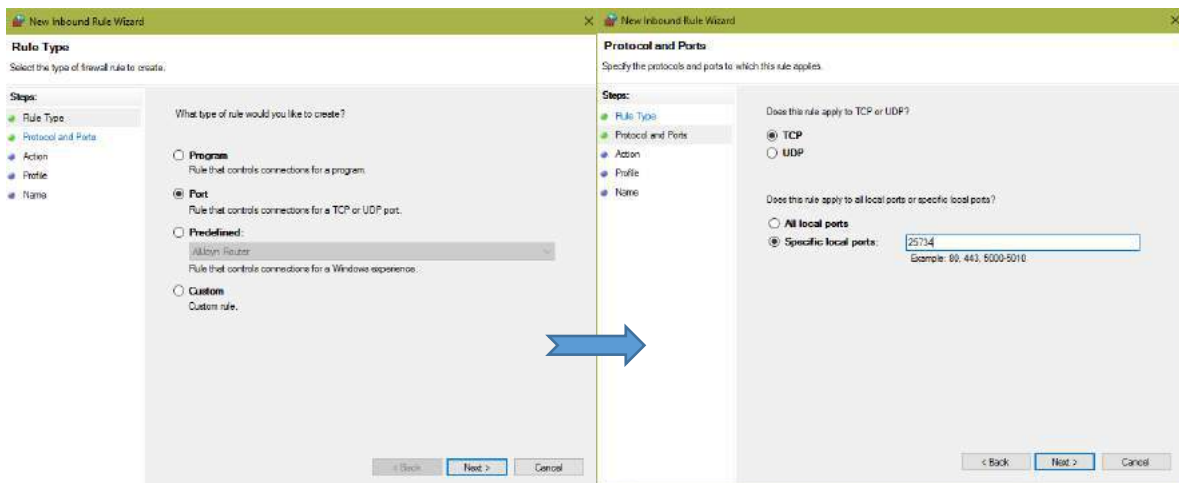 New Inbound Rule Wizard
Rule Type
Select the type of firewall rule to create.
Steps:
Rule Type
Protocol and Ports
Action
Profile
Name
What type of rule would you like to create?
Program
Rule that controls connections for a program.
Port
Rule that controls connections for a TCP or UDP port.
Predefined:
AllJoyn Router
Rule that controls connections for a Windows experience.
Custom
Custom rule.
< Back
Next >
Cancel
New Inbound Rule Wizard
Protocol and Ports
Specify the protocols and ports to which this rule applies.
Steps:
Rule Type
Protocol and Ports
Action
Profile
Name
Does this rule apply to TCP or UDP?
TCP
UDP
Does this rule apply to all local ports or specific local ports?
All local ports
Specific local ports:
25734
Example: 80, 443, 5000-5010
< Back
Next >
Cancel